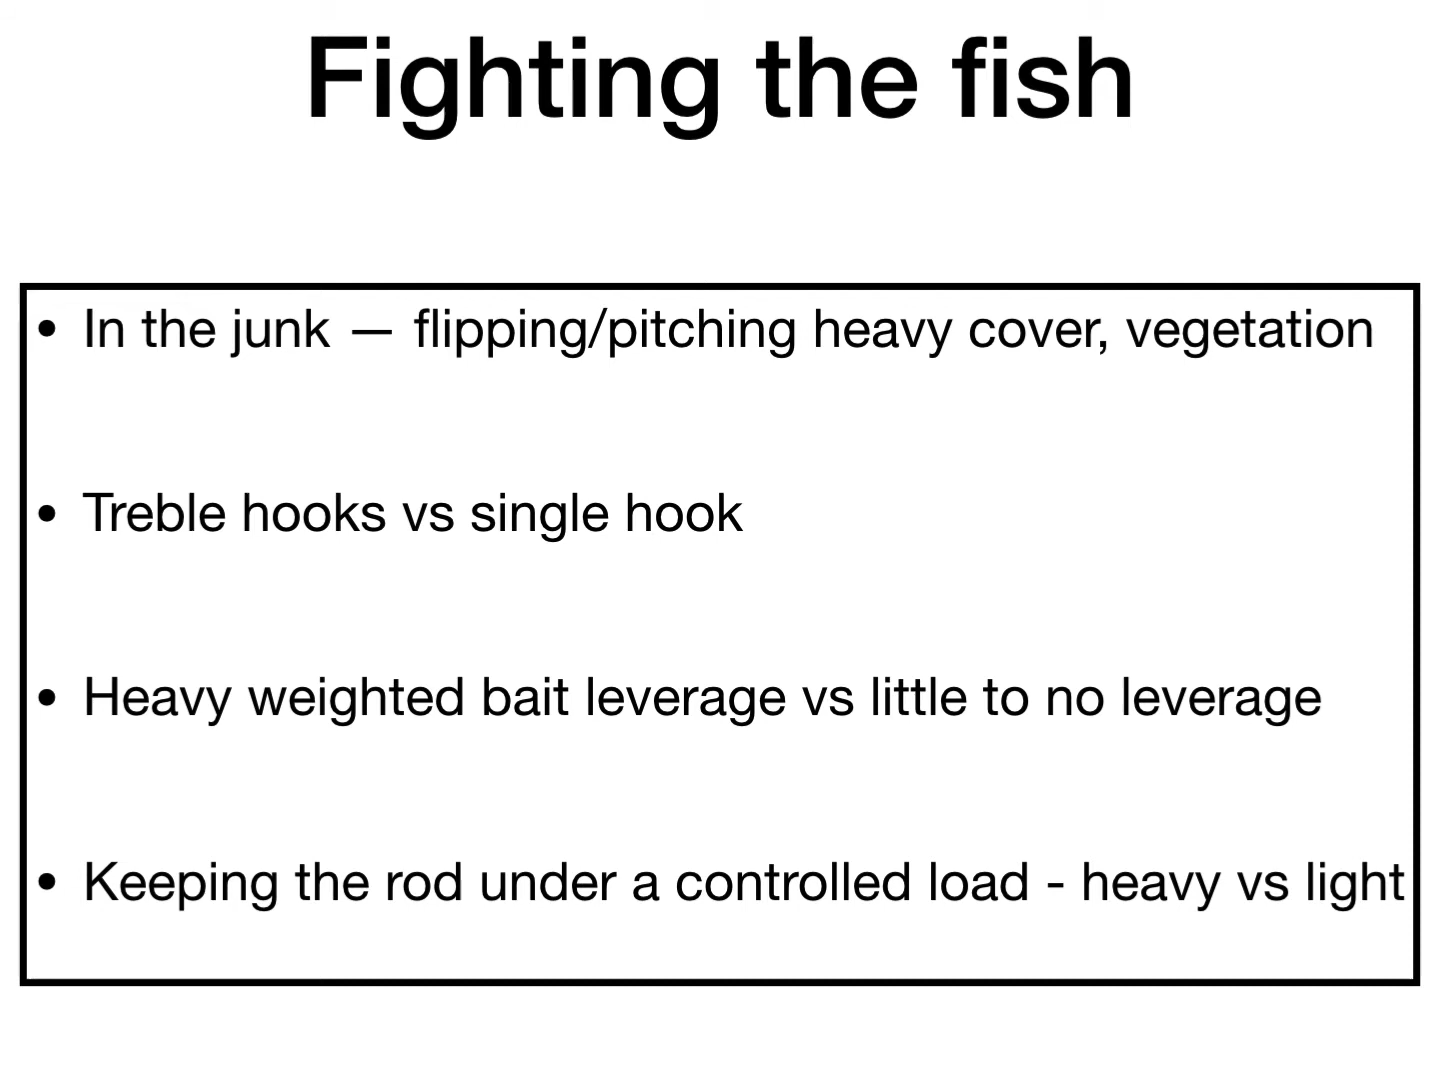 Fighting the fish
• In the junk — flipping/pitching heavy cover, vegetation
• Treble hooks vs single hook
• Heavy weighted bait leverage vs little to no leverage
• Keeping the rod under a controlled load - heavy vs light